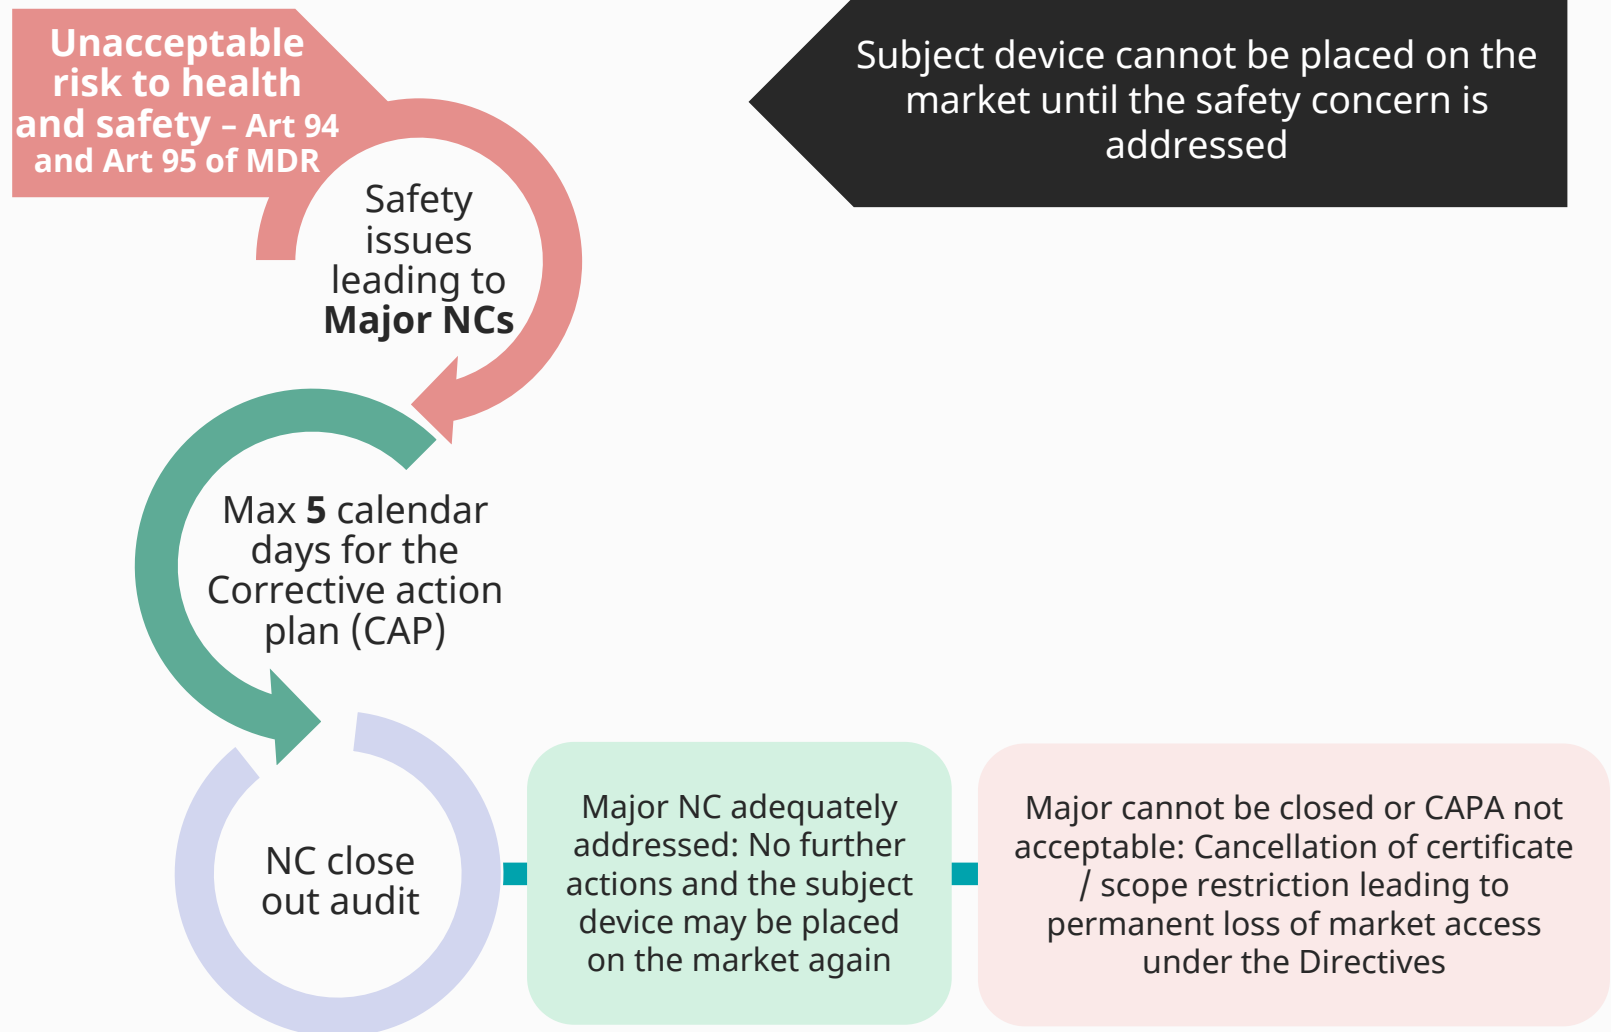 Unacceptable
risk to health
and safety – Art 94
and Art 95 of MDR
Subject device cannot be placed on the
market until the safety concern is
addressed
Safety
issues
leading to
Major NCs
Max 5 calendar
days for the
Corrective action
plan (CAP)
NC close
out audit
Major NC adequately
addressed: No further
actions and the subject
device may be placed
on the market again
Major cannot be closed or CAPA not
acceptable: Cancellation of certificate
/ scope restriction leading to
permanent loss of market access
under the Directives